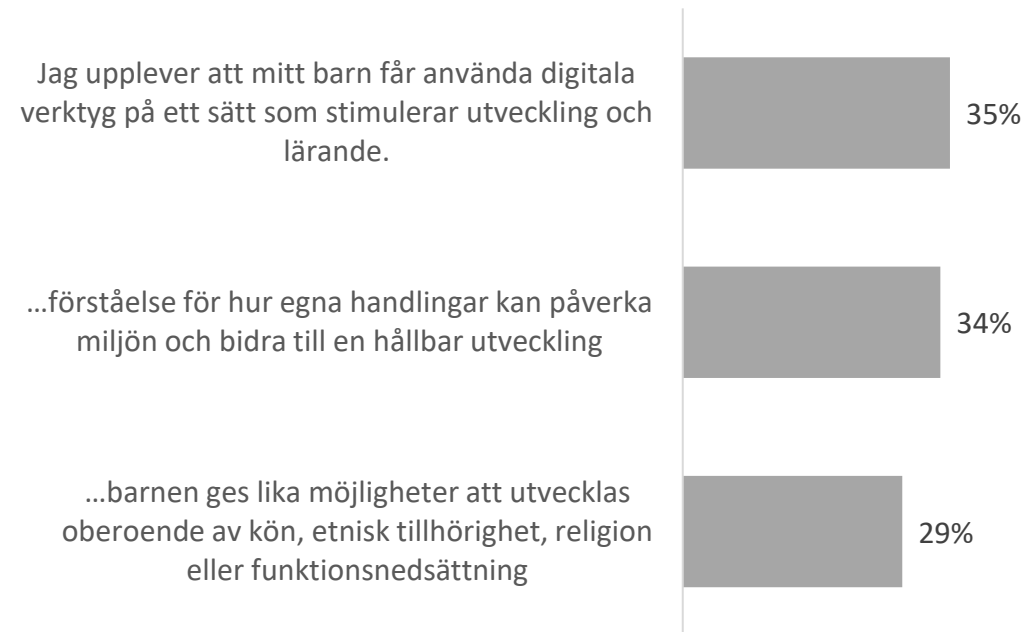 Jag upplever att mitt barn får använda digitala
verktyg på ett sätt som stimulerar utveckling och
lärande.
35%
…förståelse för hur egna handlingar kan påverka
miljön och bidra till en hållbar utveckling
34%
…barnen ges lika möjligheter att utvecklas
oberoende av kön, etnisk tillhörighet, religion
eller funktionsnedsättning
29%